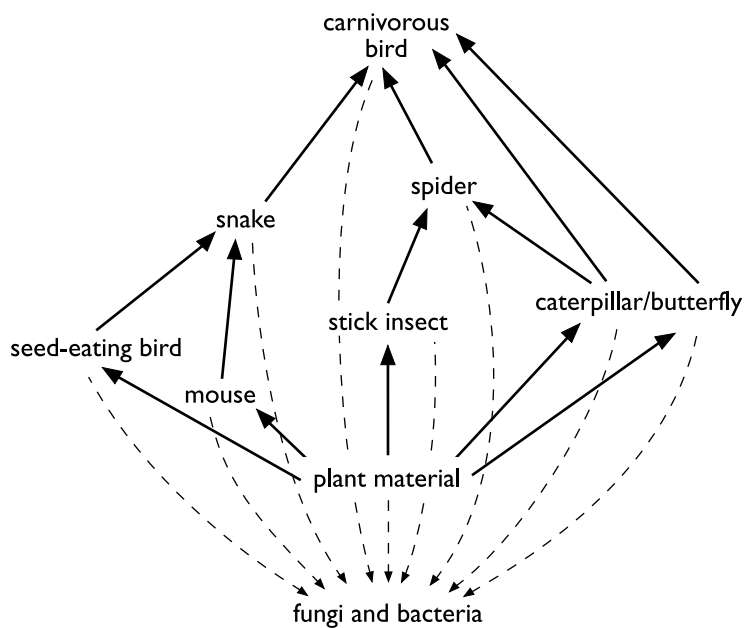 carnivorous
bird
spider
snake
caterpillar/butterfly
stick insect
seed-eating bird
mouse
plant material
fungi and bacteria